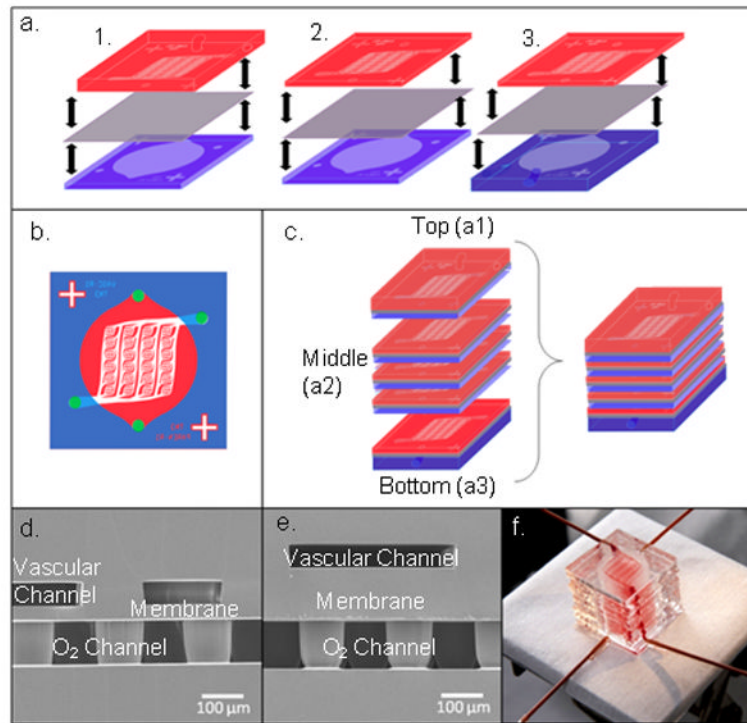 a.
1.
2.
3.
b.
c.
Top (a1)
Middle
(a2)
Bottom (a3)
d.
Vascular
Channel
Membrane
O₂ Channel
100 µm
e.
Vascular Channel
Membrane
O₂ Channel
100 µm
f.